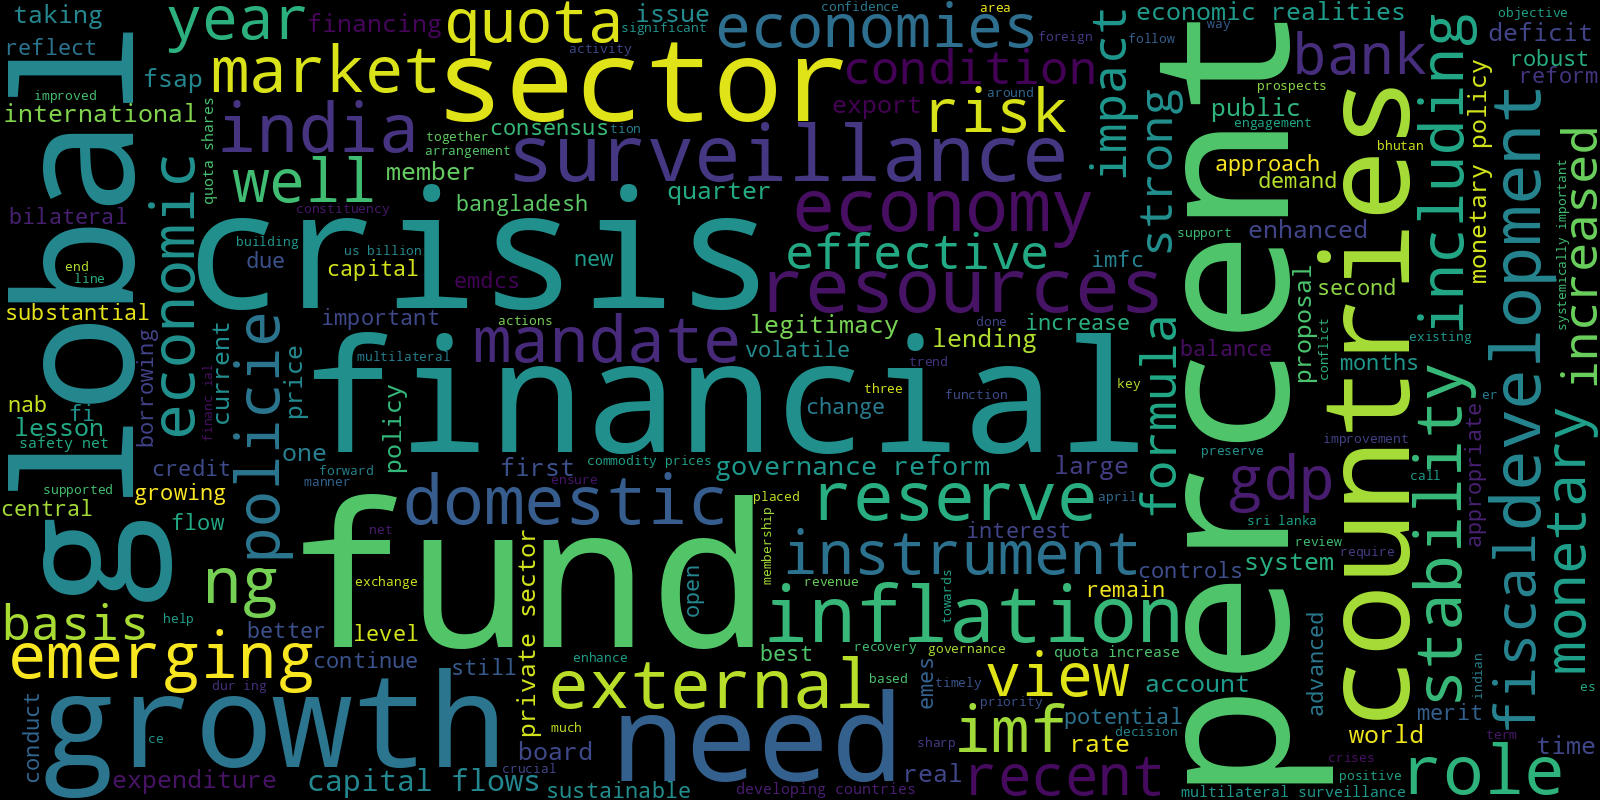 taking
year
financing
quota
issue
significant
confidence
area
economies
foreign
economic realities
way
follow
objective
deficit
reflect
fsap
market
activity
sector
condition
impact
bank
robust
reform
improved
international
quota shares
india
together
consensus
tion
arrangement
export
around
risk
strong
prospects
public
engagement
including
monetary policy
bhutan
global
economic
well
member
surveillance
approach
demand
percent
countries
development
systemically important
increased
bilateral
constituency
bangladesh
quarter
economy
support
enhanced
building
due
us billion
capital
crisis
new
emdcs
effective
imfc
second
end
line
resources
substantial
important
actions
mandate
legitimacy
volatile
done
lending
increase
formula
balance
proposal
conflict
months
existing
borrowing
financ ial
current
policie
price
multilateral
financial
trend
three
function
change
key
stability
er
nab
fi
lesson
safety net
one
policy
improvement
appropriate
credit
forward
manner
first
ensure
commodity prices
governance reform
large
preserve
call
supported
growing
central
flow
domestic
placed
reserve
april
gdp
fiscal
monetary
net
fund
private sector
membership
interest
sri lanka
review
require
ng
exchange
open
instrument
controls
system
revenue
towards
remain
basis
help
better
level
inflation
emerging
continue
still
enhance
best
recovery
governance
quota increase
advanced
indian
dur ing
external
based
emes
timely
view
account
es
conduct
growth
much
need
priority
imf
potential
decision
merit
world
term
ce
board
sharp
rate
crises
time
expenditure
capital flows
crucial
sustainable
real
developing countries
recent
positive
multilateral surveillance
role